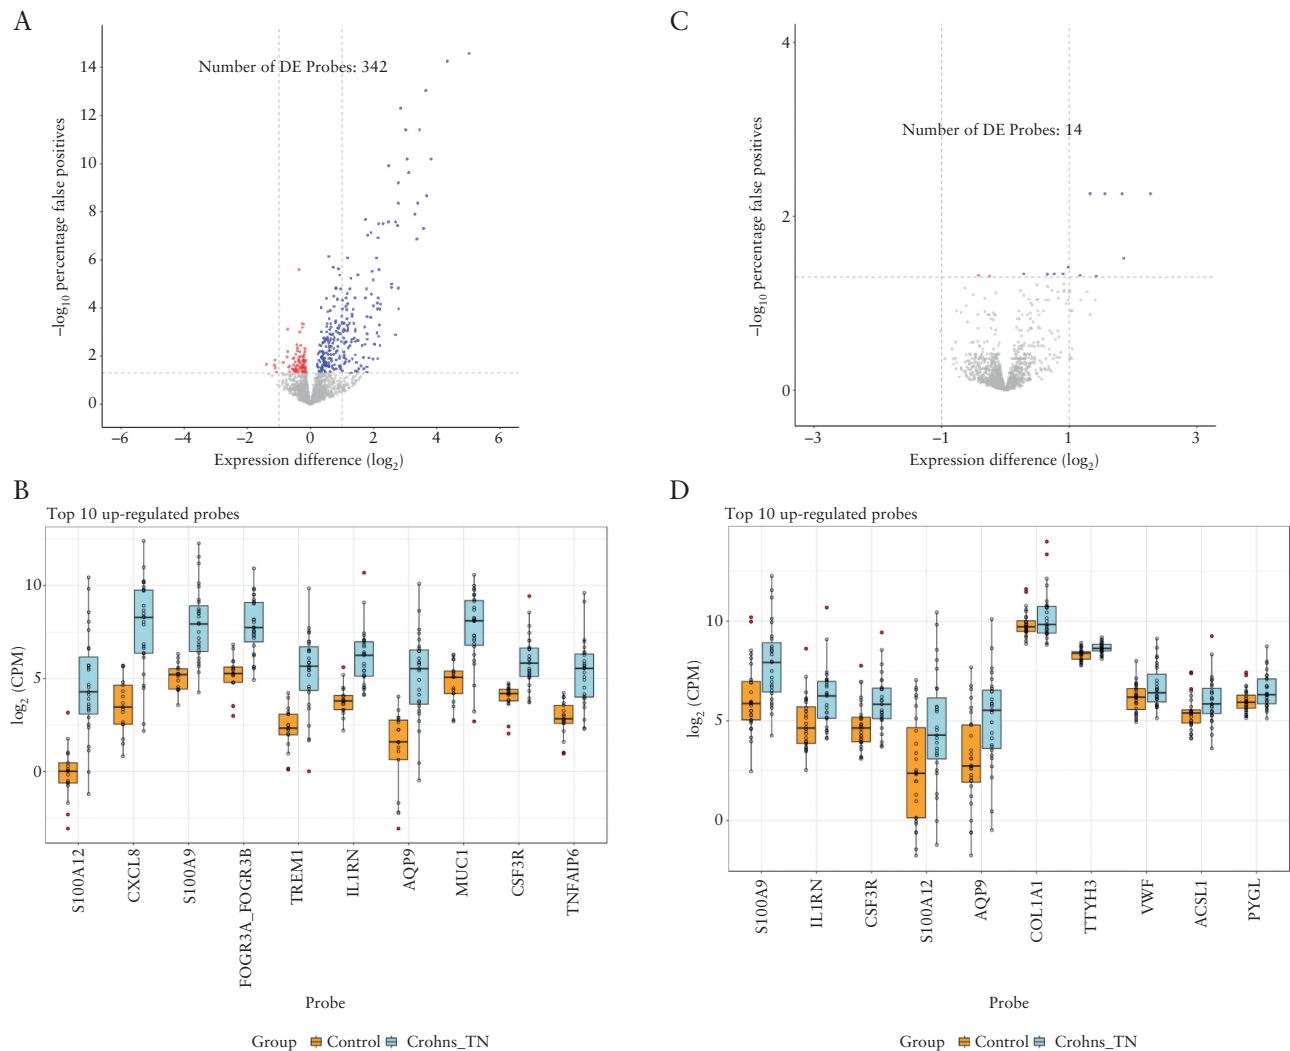 A
Number of DE Probes: 342
−log10 percentage false positives
14
12
10
8
6
4
2
0
−6
−4
−2
0
2
4
6
Expression difference (log2)
B
Top 10 up-regulated probes
log2 (CPM)
10
5
0
S100A12
CXCL8
S100A9
FOGR3A_FOGR3B
TREM1
IL1RN
AQP9
MUC1
CSF3R
TNFAIP6
Probe
Group
Control
Crohns_TN
C
Number of DE Probes: 14
−log10 percentage false positives
4
2
0
−3
−1
1
3
Expression difference (log2)
D
Top 10 up-regulated probes
log2 (CPM)
10
5
0
S100A9
IL1RN
CSF3R
S100A12
AQP9
COL1A1
TTYH3
VWF
ACSL1
PYGL
Probe
Group
Control
Crohns_TN